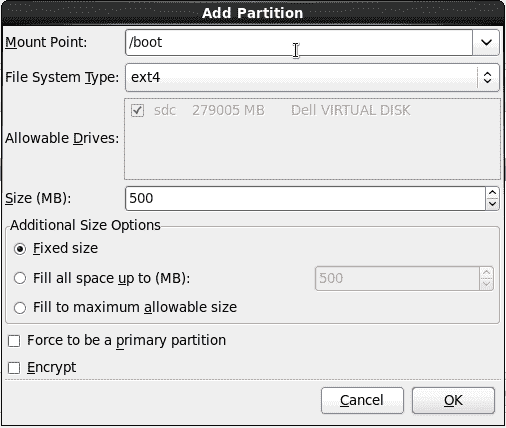 Add Partition
Mount Point: /boot
File System Type: ext4
Allowable Drives: sdc 279005 MB Dell VIRTUAL DISK
Size (MB): 500
Additional Size Options
Fixed size
Fill all space up to (MB): 500
Fill to maximum allowable size
Force to be a primary partition
Encrypt
Cancel OK